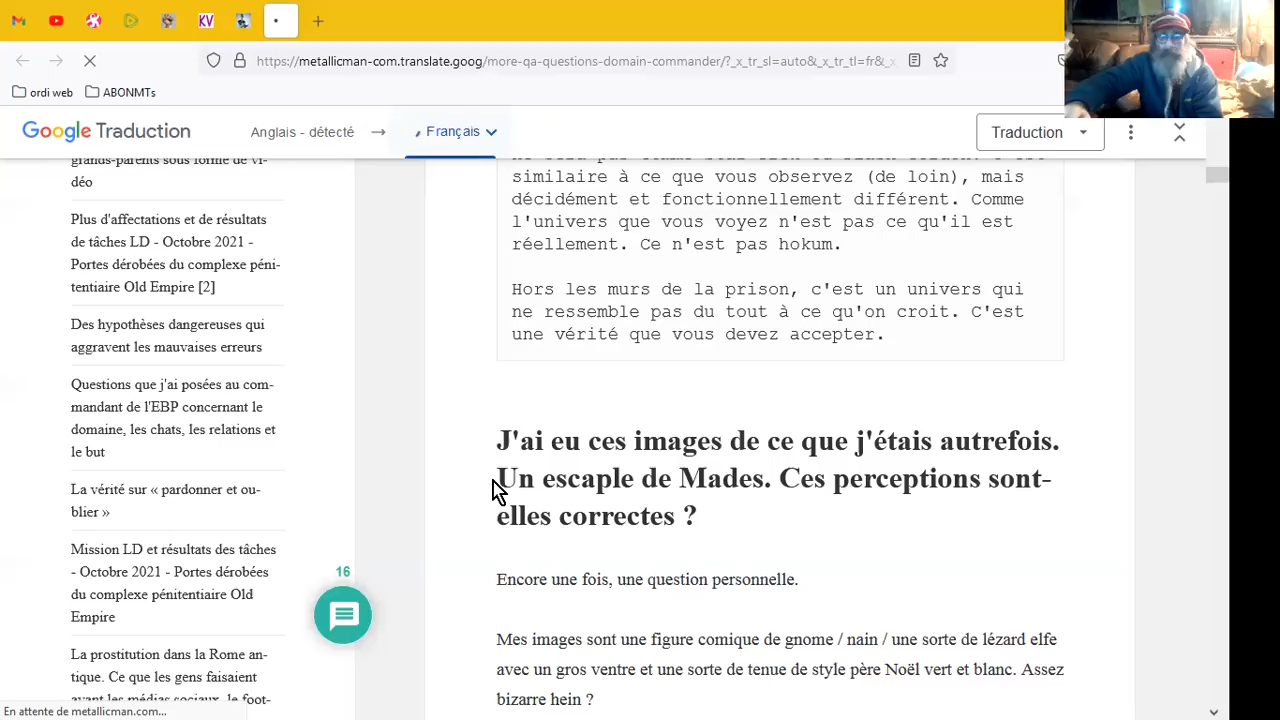 KV
https://metallicman-com.translate.goog/more-qa-questions-domain-commander/?_x_tr_sl=auto&_x_tr_tl=fr&_x
ordi web
ABONMTs
Google Traduction
Anglais - détecté
Français
Traduction
grands-parents sous forme de vi-
déo
Plus d'affectations et de résultats
de tâches LD - Octobre 2021 -
Portes dérobées du complexe péni-
tentiaire Old Empire [2]
Des hypothèses dangereuses qui
aggravent les mauvaises erreurs
Questions que j'ai posées au com-
mandant de l'EBP concernant le
domaine, les chats, les relations et
le but
La vérité sur « pardonner et ou-
blier »
Mission LD et résultats des tâches
- Octobre 2021 - Portes dérobées
du complexe pénitentiaire Old
Empire
La prostitution dans la Rome an-
tique. Ce que les gens faisaient
avant les médias sociaux, le foot-
similaire à ce que vous observez (de loin), mais
décidément et fonctionnellement différent. Comme
l'univers que vous voyez n'est pas ce qu'il est
réellement. Ce n'est pas hokum.
Hors les murs de la prison, c'est un univers qui
ne ressemble pas du tout à ce qu'on croit. C'est
une vérité que vous devez accepter.
J'ai eu ces images de ce que j'étais autrefois.
Un escaple de Mades. Ces perceptions sont-
elles correctes ?
Encore une fois, une question personnelle.
Mes images sont une figure comique de gnome / nain / une sorte de lézard elfe
avec un gros ventre et une sorte de tenue de style père Noël vert et blanc. Assez
bizarre hein ?
16
En attente de metallicman.com...